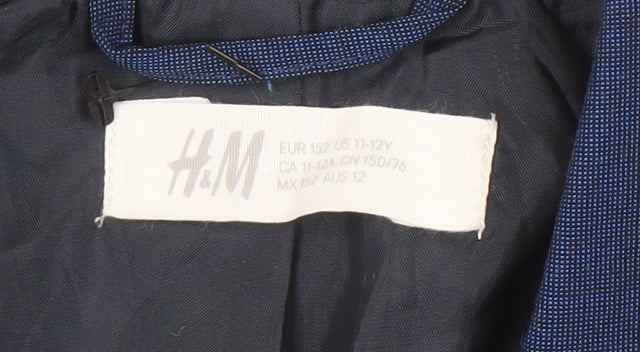 H&M
EUR 152 US 11-12Y
CA 11-12A CN 150/76
MX 152 AUS 12